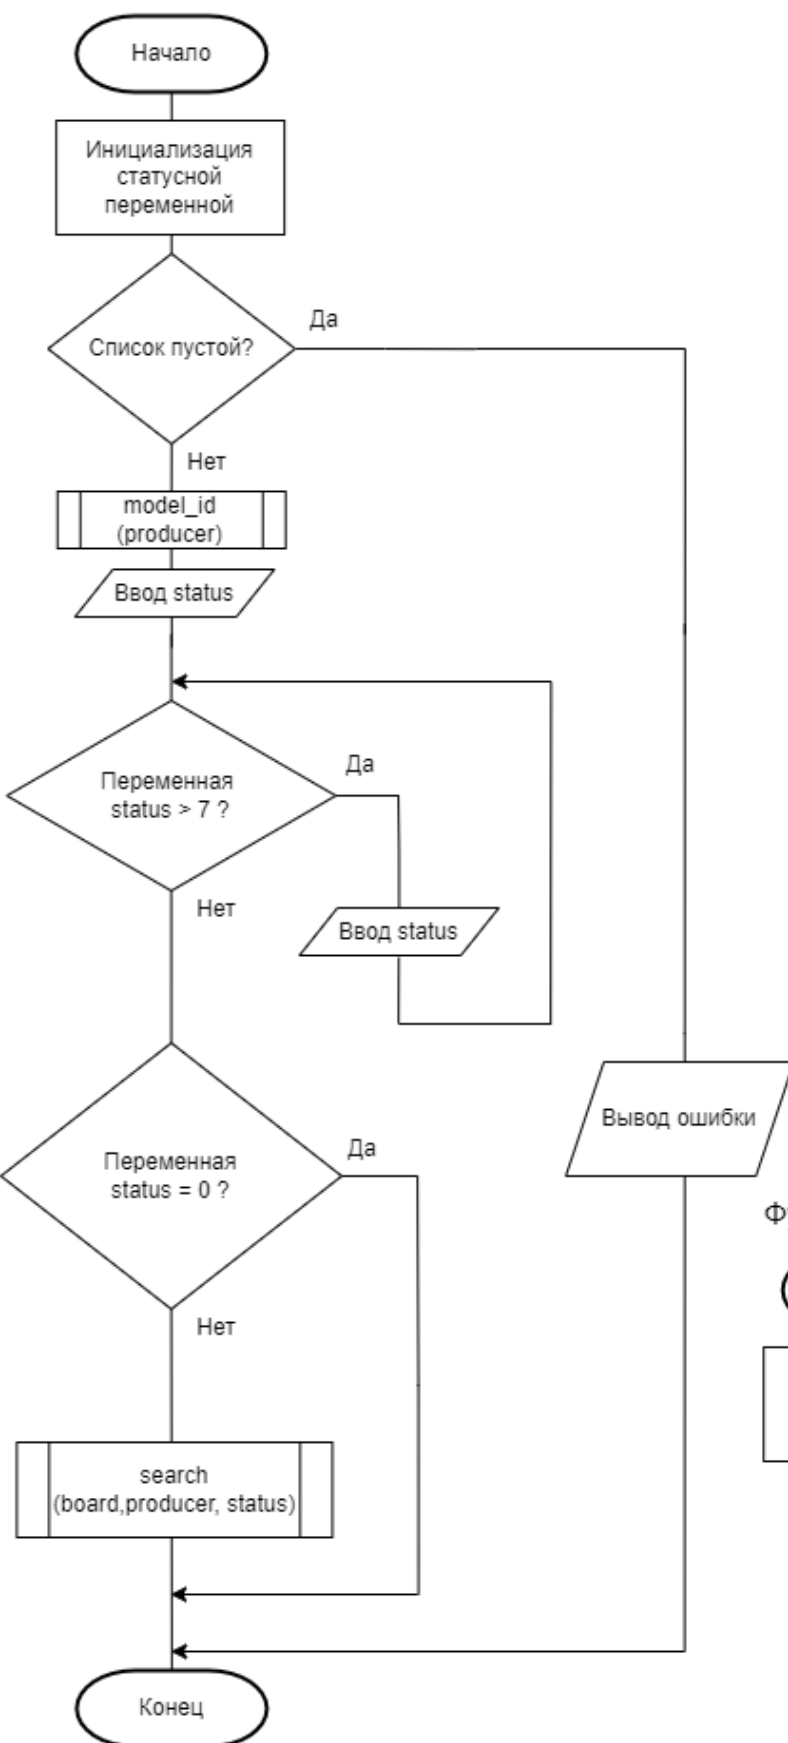 Начало
Инициализация
статусной
переменной
Да
Список пустой?
Нет
model_id
(producer)
Ввод status
Да
Переменная
status > 7 ?
Нет
Ввод status
Вывод ошибки
Да
Переменная
status = 0 ?
Нет
search
(board,producer, status)
Конец